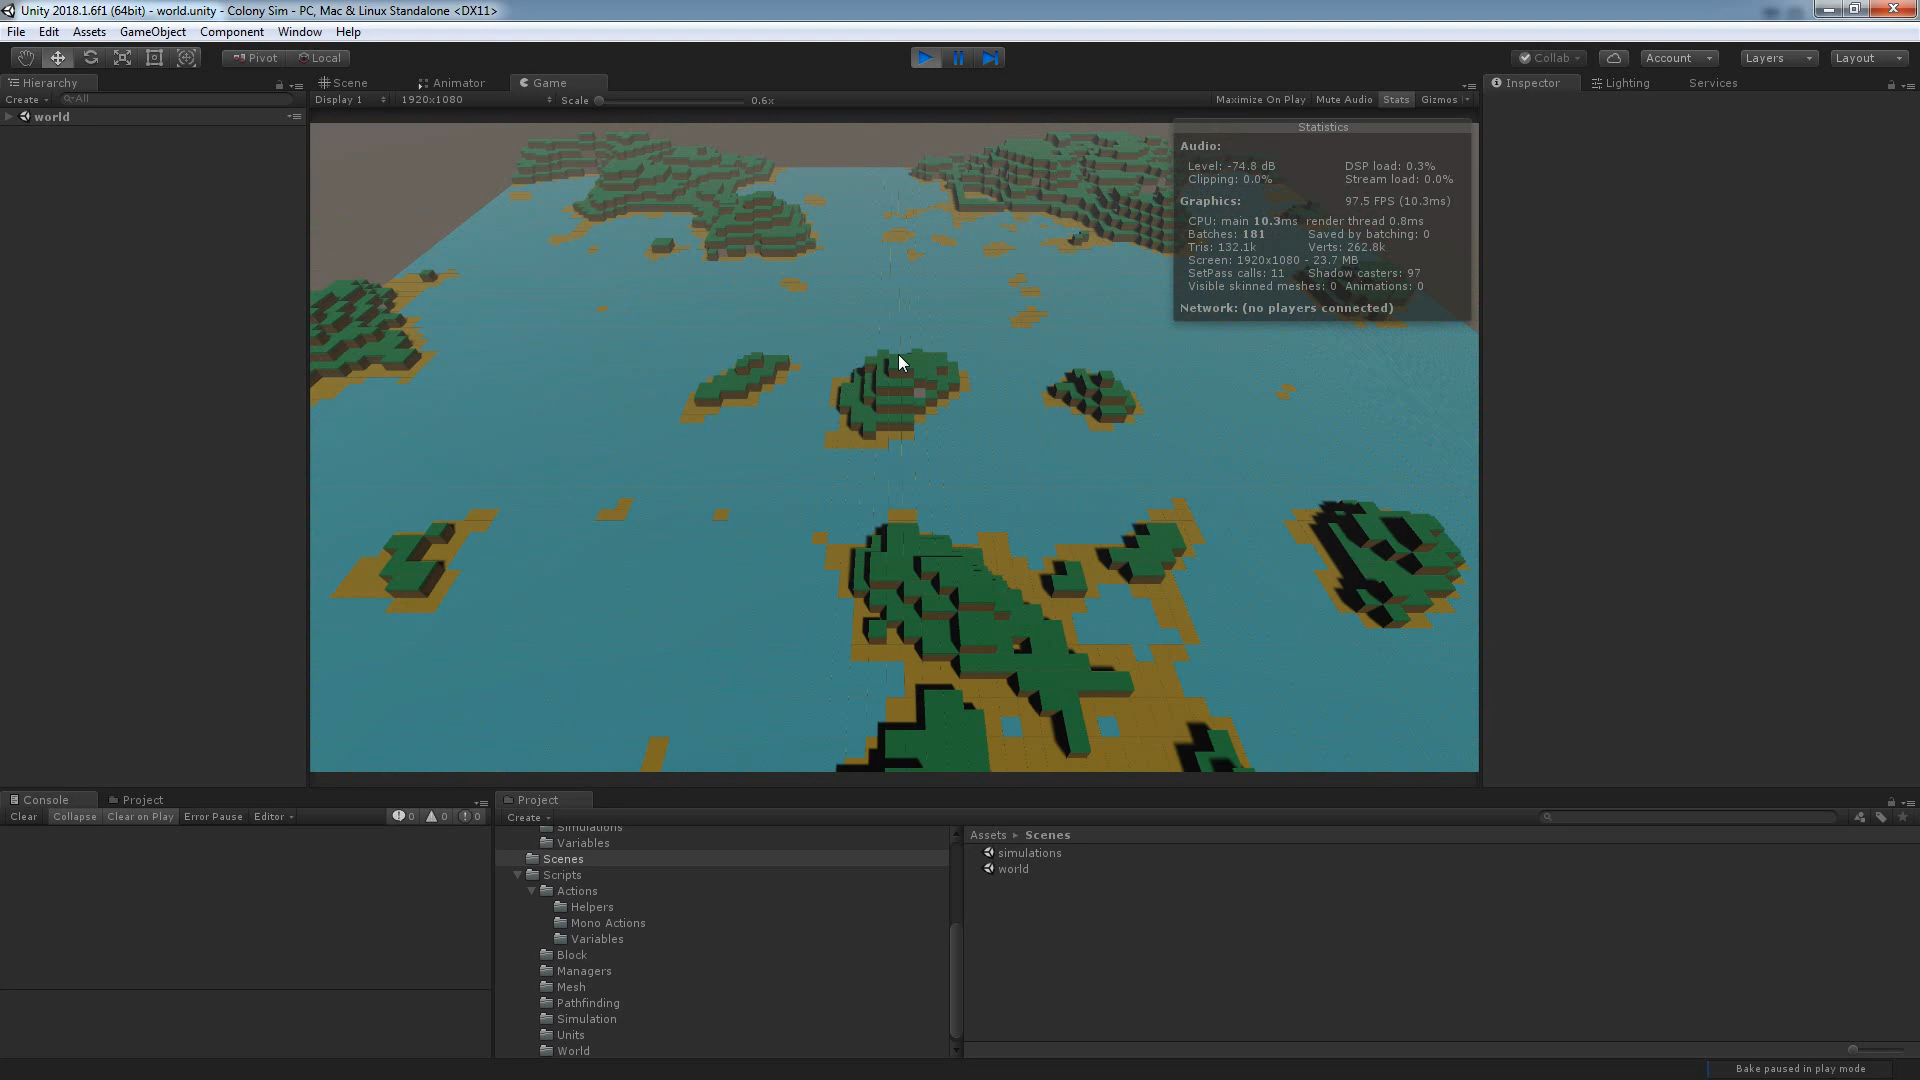 Unity 2018.1.6f1 (64bit) - world.unity - Colony Sim - PC, Mac & Linux Standalone <DX11>
File Edit Assets GameObject Component Window Help
Pivot Local Collab Account Layers Layout
Hierarchy
Create All
world
Scene Animator Game
Display 1 1920x1080 Scale 0.6x Maximize On Play Mute Audio Stats Gizmos
Statistics
Audio:
Level: -74.8 dB DSP load: 0.3%
Clipping: 0.0% Stream load: 0.0%
Graphics: 97.5 FPS (10.3ms)
CPU: main 10.3ms render thread 0.8ms
Batches: 181 Saved by batching: 0
Tris: 132.1k Verts: 262.8k
Screen: 1920x1080 - 23.7 MB
SetPass calls: 11 Shadow casters: 97
Visible skinned meshes: 0 Animations: 0
Network: (no players connected)
Inspector Lighting Services
Console Project
Clear Collapse Clear on Play Error Pause Editor 0 0 0
Project
Create
Simulations
Variables
Scenes
Scripts
Actions
Helpers
Mono Actions
Variables
Block
Managers
Mesh
Pathfinding
Simulation
Units
World
Assets Scenes
simulations
world
Bake paused in play mode